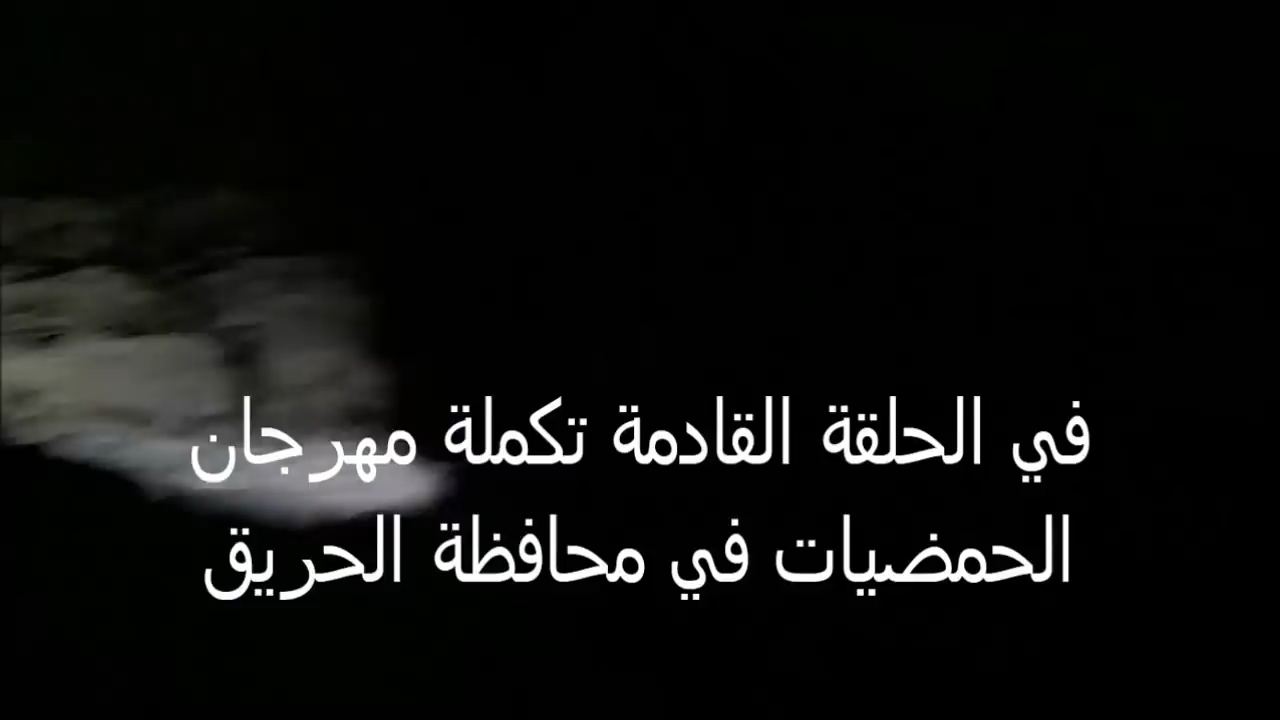 في الحلقة القادمة تكملة مهرجان
الحمضيات في محافظة الحريق